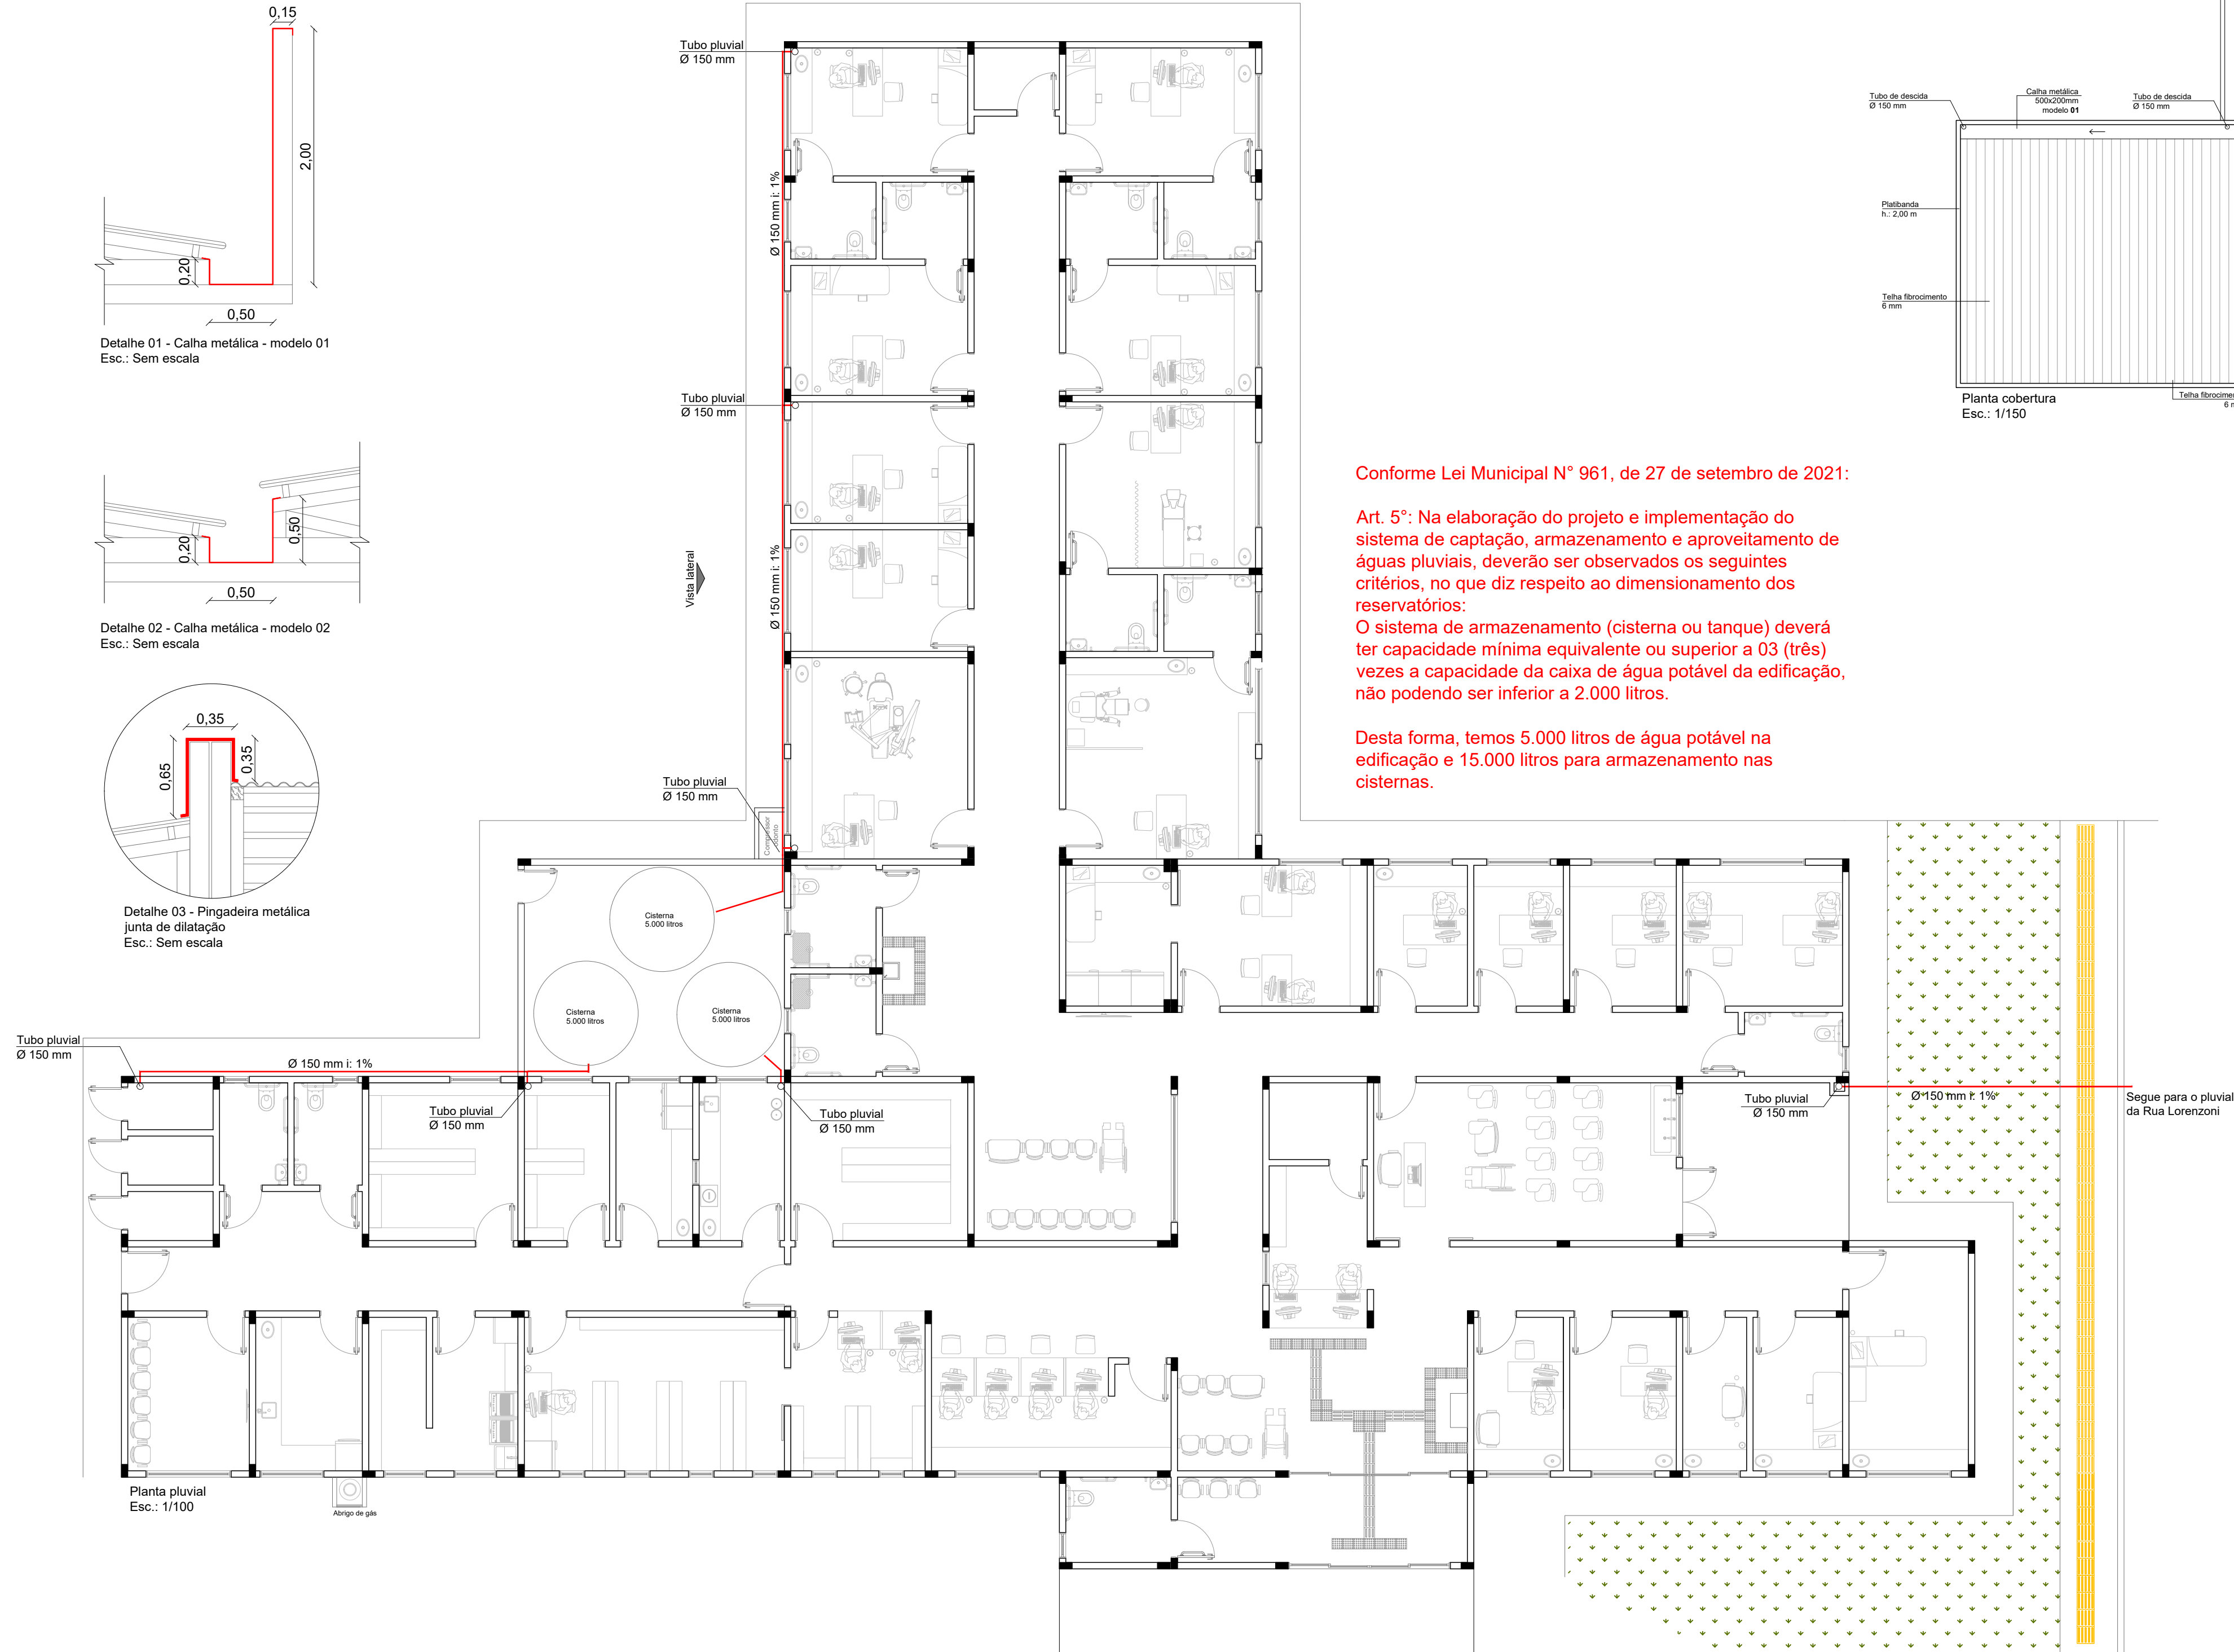 0,15
2,00
0,20
0,50
Detalhe 01 - Calha metálica - modelo 01
Esc.: Sem escala
0,20
0,50
0,50
Detalhe 02 - Calha metálica - modelo 02
Esc.: Sem escala
0,35
0,65
0,35
Detalhe 03 - Pingadeira metálica
junta de dilatação
Esc.: Sem escala
Tubo pluvial
Ø 150 mm
Ø 150 mm i: 1%
Tubo pluvial
Ø 150 mm
Vista lateral
Ø 150 mm i: 1%
Tubo pluvial
Ø 150 mm
Compressor
odonto
Cisterna
5.000 litros
Cisterna
5.000 litros
Cisterna
5.000 litros
Tubo pluvial
Ø 150 mm
Ø 150 mm i: 1%
Tubo pluvial
Ø 150 mm
Tubo pluvial
Ø 150 mm
Tubo pluvial
Ø 150 mm
Ø 150 mm i: 1%
Segue para o pluvial
da Rua Lorenzoni
Planta pluvial
Esc.: 1/100
Abrigo de gás
Tubo de descida
Ø 150 mm
Calha metálica
500x200mm
modelo 01
Tubo de descida
Ø 150 mm
Platibanda
h.: 2,00 m
Telha fibrocimento
6 mm
Planta cobertura
Esc.: 1/150
Telha fibrocimen
6 m
Conforme Lei Municipal N° 961, de 27 de setembro de 2021:
Art. 5°: Na elaboração do projeto e implementação do
sistema de captação, armazenamento e aproveitamento de
águas pluviais, deverão ser observados os seguintes
critérios, no que diz respeito ao dimensionamento dos
reservatórios:
O sistema de armazenamento (cisterna ou tanque) deverá
ter capacidade mínima equivalente ou superior a 03 (três)
vezes a capacidade da caixa de água potável da edificação,
não podendo ser inferior a 2.000 litros.
Desta forma, temos 5.000 litros de água potável na
edificação e 15.000 litros para armazenamento nas
cisternas.